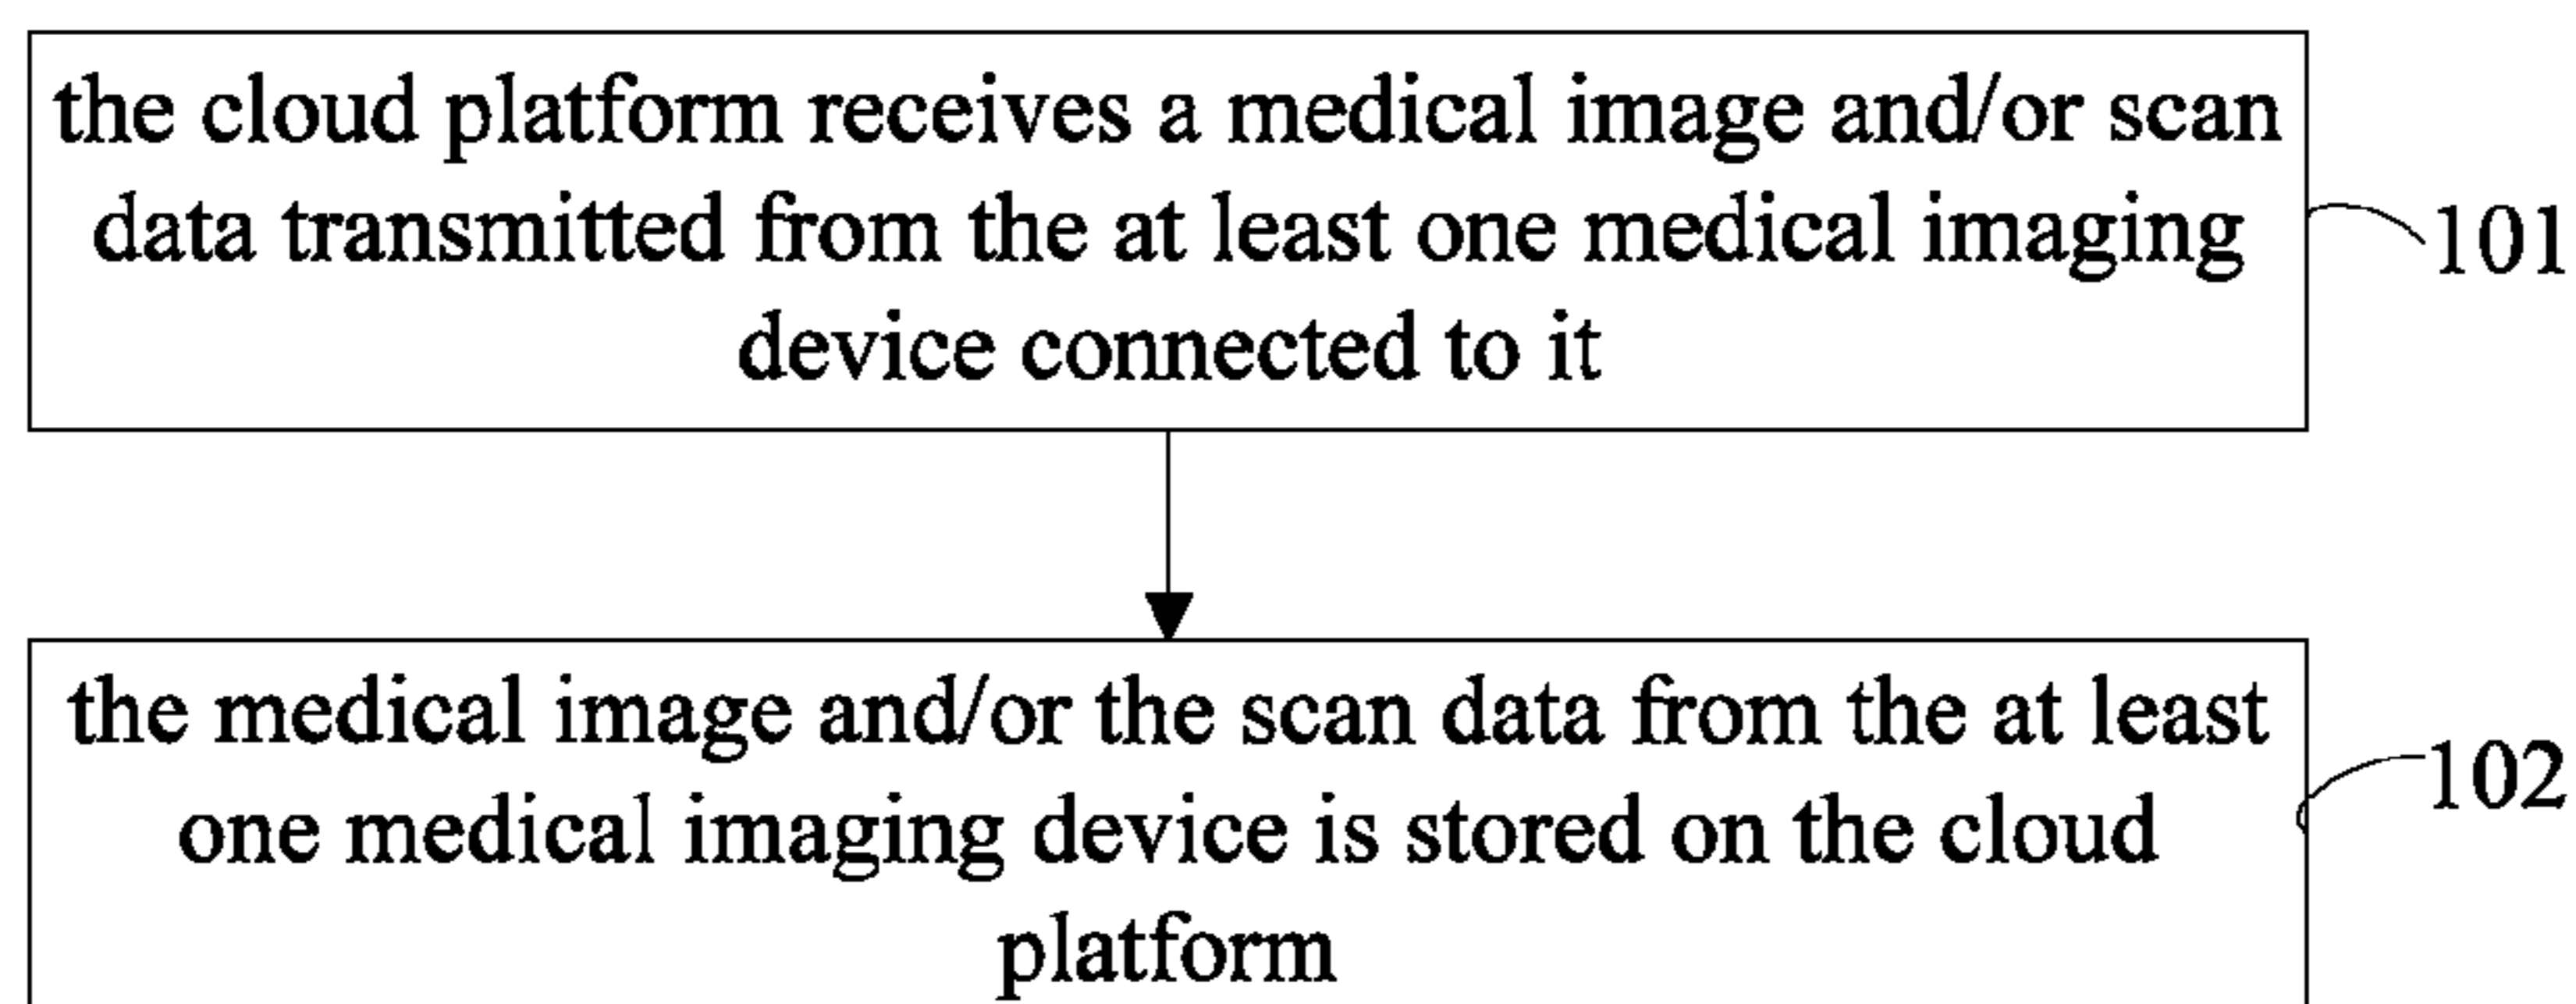 the cloud platform receives a medical image and/or scan
data transmitted from the at least one medical imaging
device connected to it
101
the medical image and/or the scan data from the at least
one medical imaging device is stored on the cloud
platform
102